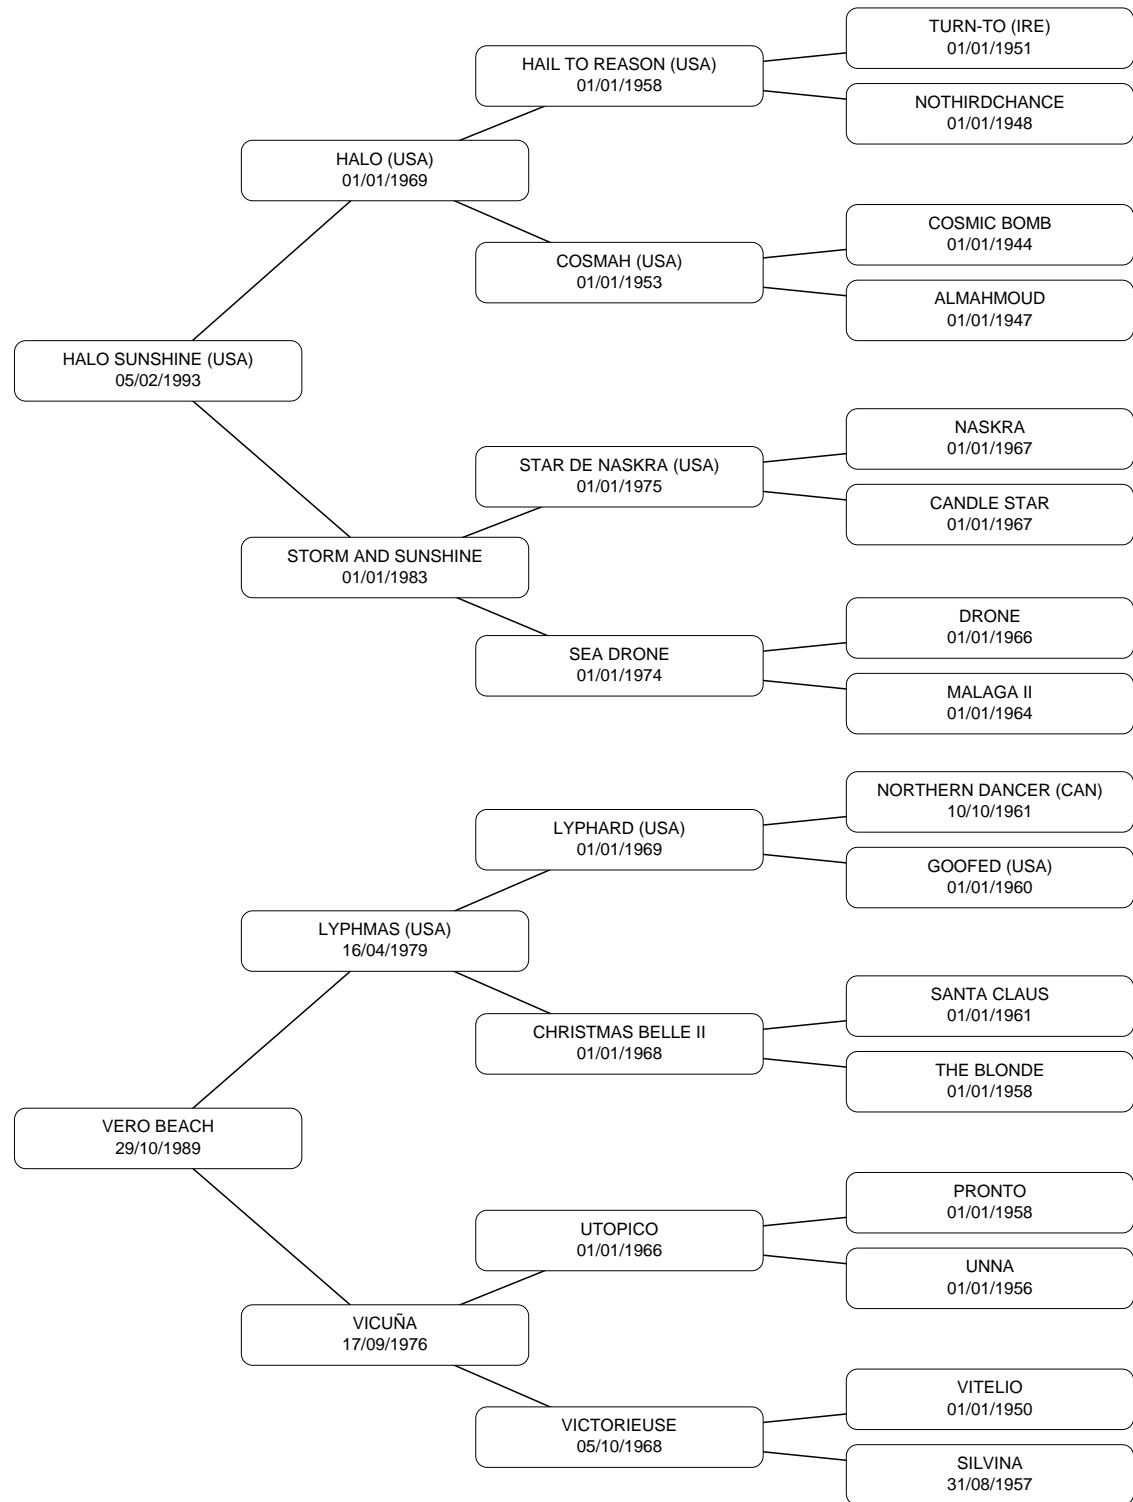 TURN-TO (IRE)
01/01/1951
HAIL TO REASON (USA)
01/01/1958
NOTHIRDCHANCE
01/01/1948
HALO (USA)
01/01/1969
COSMIC BOMB
01/01/1944
COSMAH (USA)
01/01/1953
ALMAHMOUD
01/01/1947
HALO SUNSHINE (USA)
05/02/1993
NASKRA
01/01/1967
STAR DE NASKRA (USA)
01/01/1975
CANDLE STAR
01/01/1967
STORM AND SUNSHINE
01/01/1983
DRONE
01/01/1966
SEA DRONE
01/01/1974
MALAGA II
01/01/1964
NORTHERN DANCER (CAN)
10/10/1961
LYPHARD (USA)
01/01/1969
GOOFED (USA)
01/01/1960
LYPHMAS (USA)
16/04/1979
SANTA CLAUS
01/01/1961
CHRISTMAS BELLE II
01/01/1968
THE BLONDE
01/01/1958
VERO BEACH
29/10/1989
PRONTO
01/01/1958
UTOPICO
01/01/1966
UNNA
01/01/1956
VICUÑA
17/09/1976
VITELIO
01/01/1950
VICTORIEUSE
05/10/1968
SILVINA
31/08/1957